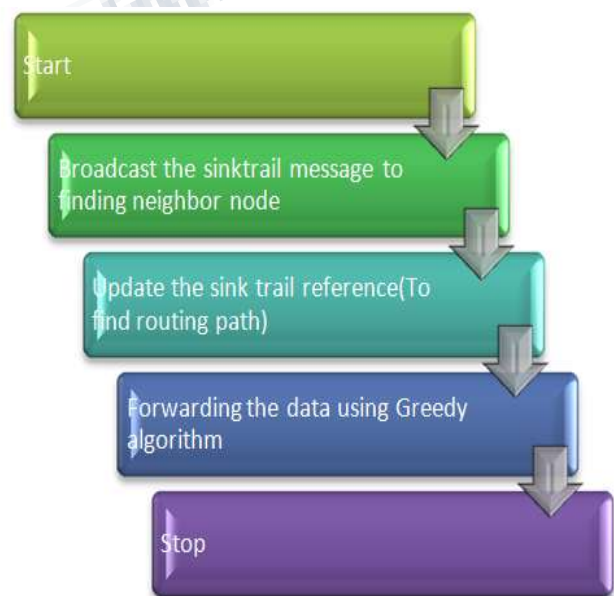 Start
Broadcast the sinktrail message to
finding neighbor node
Update the sink trail reference(To
find routing path)
Forwarding the data using Greedy
algorithm
Stop